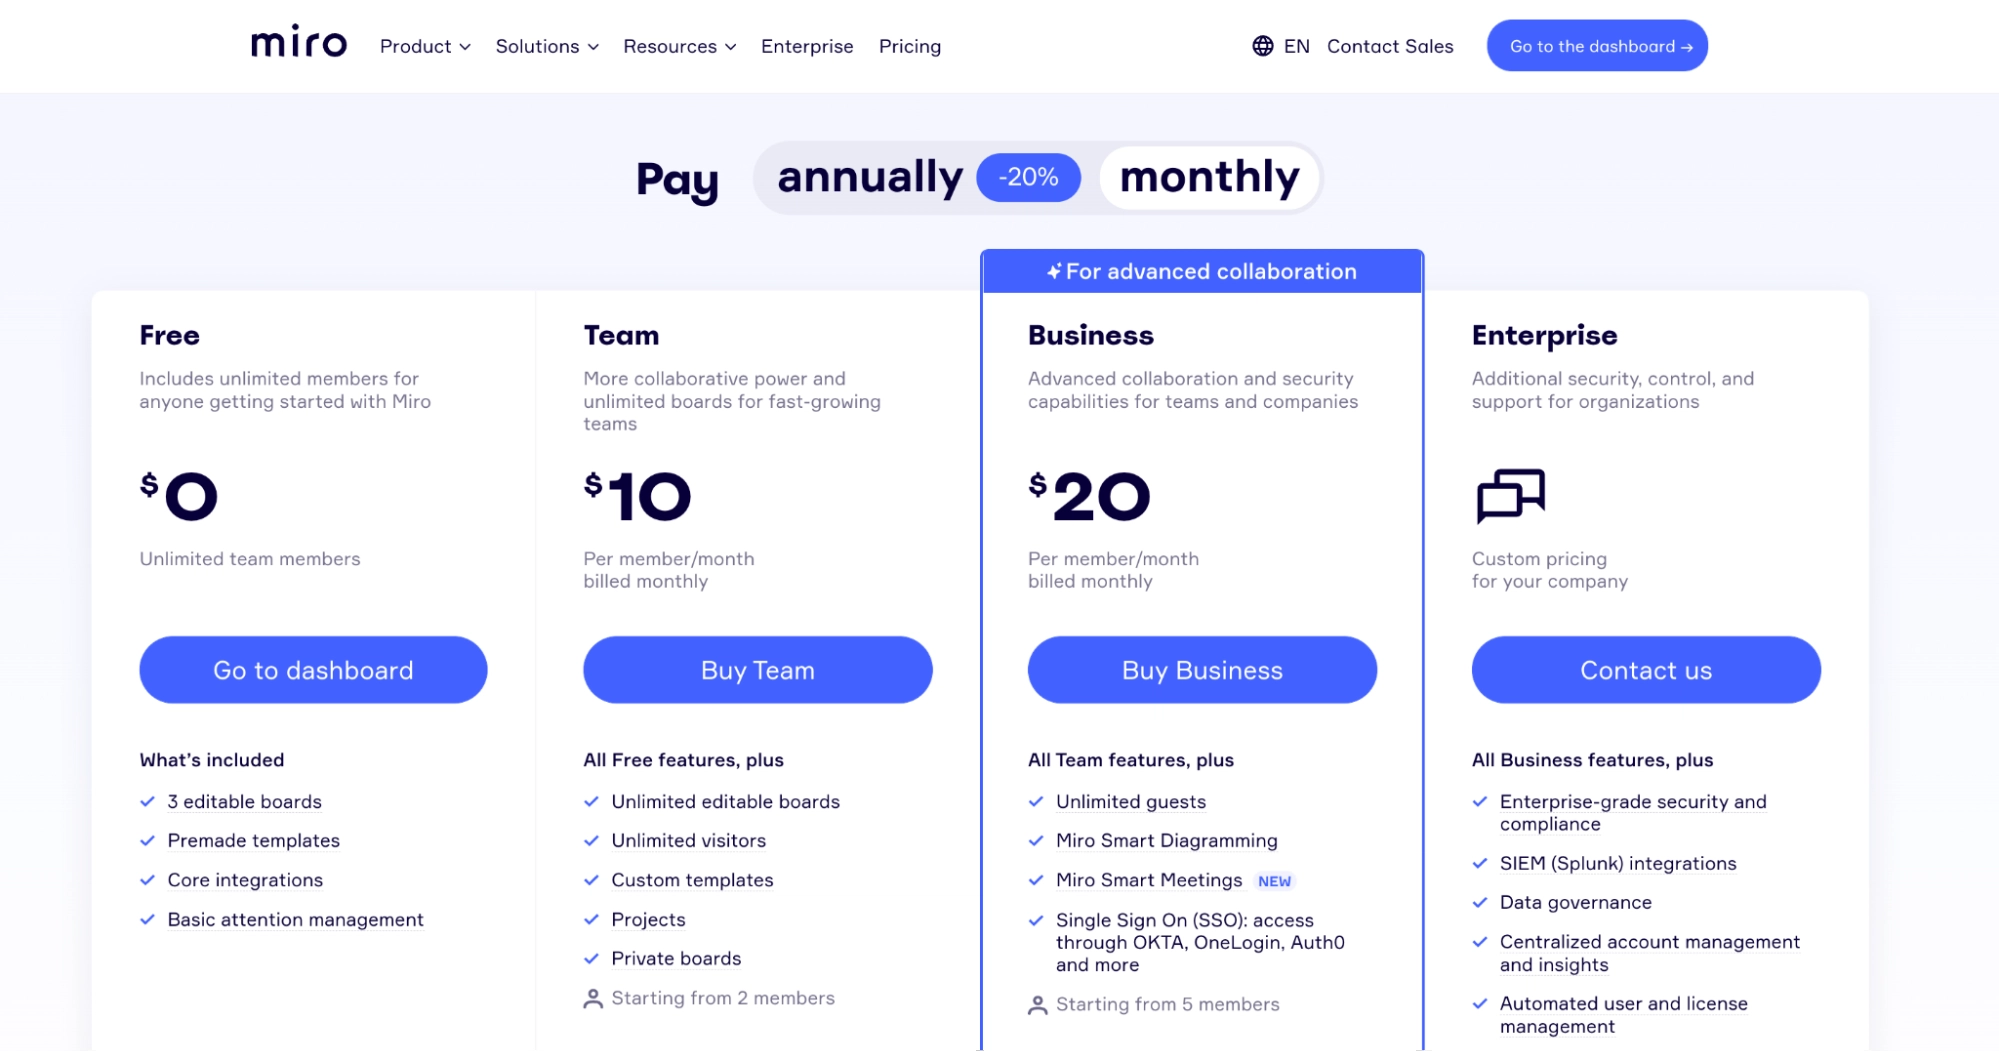 miro Product Solutions Resources Enterprise Pricing EN Contact Sales Go to the dashboard →
Pay annually -20% monthly
Free
Includes unlimited members for
anyone getting started with Miro
$0
Unlimited team members
Go to dashboard
What's included
3 editable boards
Premade templates
Core integrations
Basic attention management
Team
More collaborative power and
unlimited boards for fast-growing
teams
$10
Per member/month
billed monthly
Buy Team
All Free features, plus
Unlimited editable boards
Unlimited visitors
Custom templates
Projects
Private boards
Starting from 2 members
For advanced collaboration
Business
Advanced collaboration and security
capabilities for teams and companies
$20
Per member/month
billed monthly
Buy Business
All Team features, plus
Unlimited guests
Miro Smart Diagramming
Miro Smart Meetings NEW
Single Sign On (SSO): access
through OKTA, OneLogin, Auth0
and more
Starting from 5 members
Enterprise
Additional security, control, and
support for organizations
Custom pricing
for your company
Contact us
All Business features, plus
Enterprise-grade security and
compliance
SIEM (Splunk) integrations
Data governance
Centralized account management
and insights
Automated user and license
management